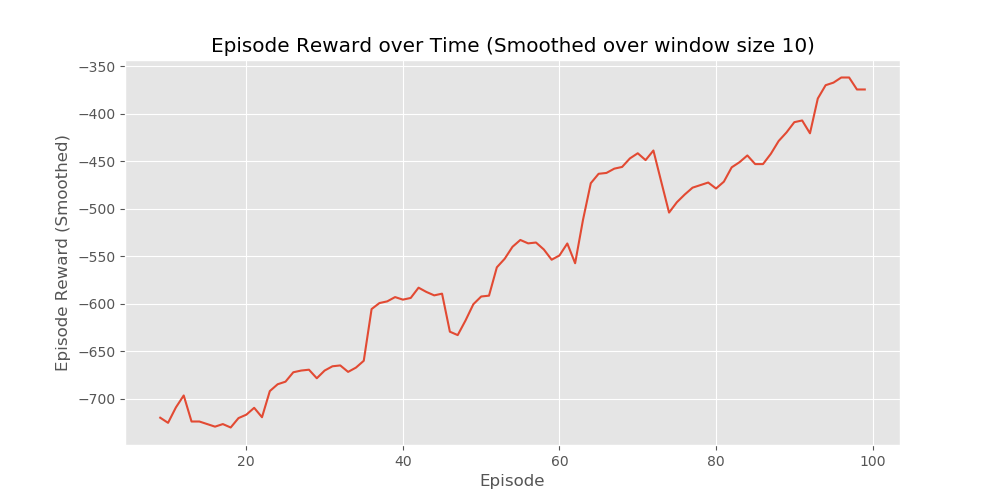 Episode Reward over Time (Smoothed over window size 10)
Episode Reward (Smoothed)
−350
−400
−450
−500
−550
−600
−650
−700
20 40 60 80 100
Episode